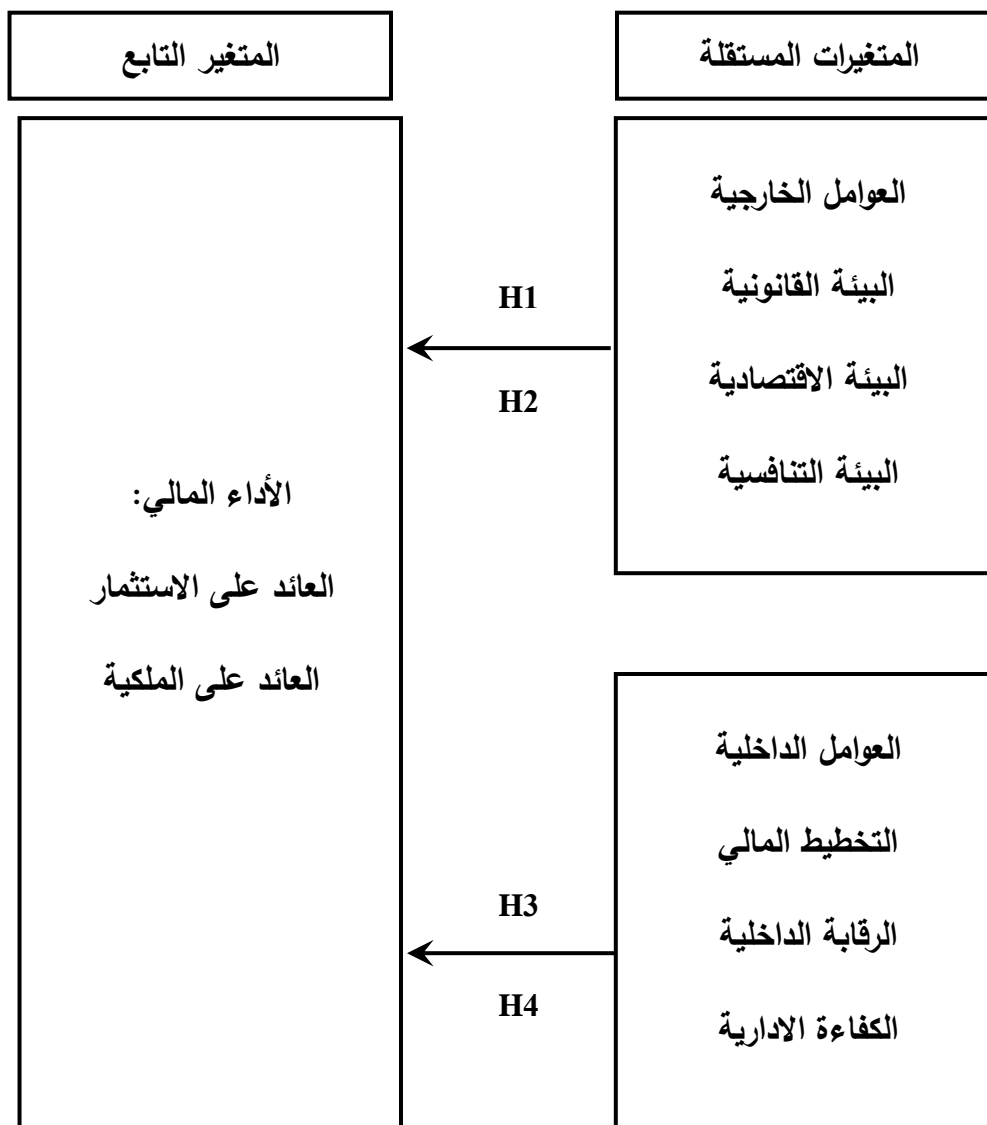 المتغيرات المستقلة
المتغير التابع
العوامل الخارجية
البيئة القانونية
البيئة الاقتصادية
البيئة التنافسية
H1
H2
الأداء المالي:
العائد على الاستثمار
العائد على الملكية
العوامل الداخلية
التخطيط المالي
الرقابة الداخلية
الكفاءة الادارية
H3
H4